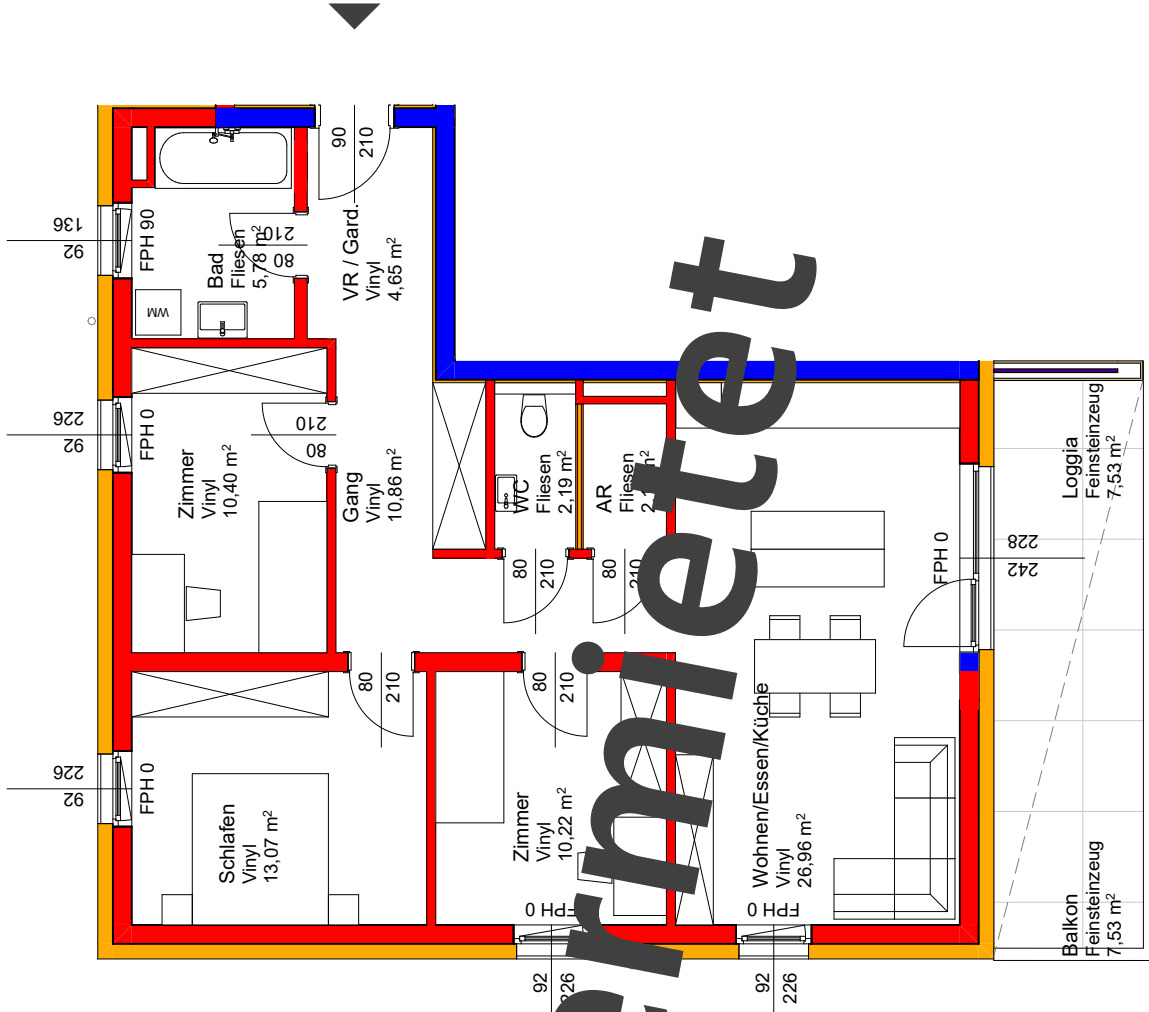 90
210
136
92
FPH 90
Bad
Fliesen
5,78 m²
210
80
VR / Gard.
Vinyl
4,65 m²
WM
226
92
FPH 0
210
80
Zimmer
Vinyl
10,40 m²
Gang
Vinyl
10,86 m²
WC
Fliesen
2,19 m²
AR
Fliesen
80
210
80
210
FPH 0
228
242
Loggia
Feinsteinzeug
7,53 m²
80
210
80
210
226
92
FPH 0
Schlafen
Vinyl
13,07 m²
Zimmer
Vinyl
10,22 m²
Wohnen/Essen/Küche
Vinyl
26,96 m²
FPH 0
FPH 0
Balkon
Feinsteinzeug
7,53 m²
92
226
92
226
ermietet